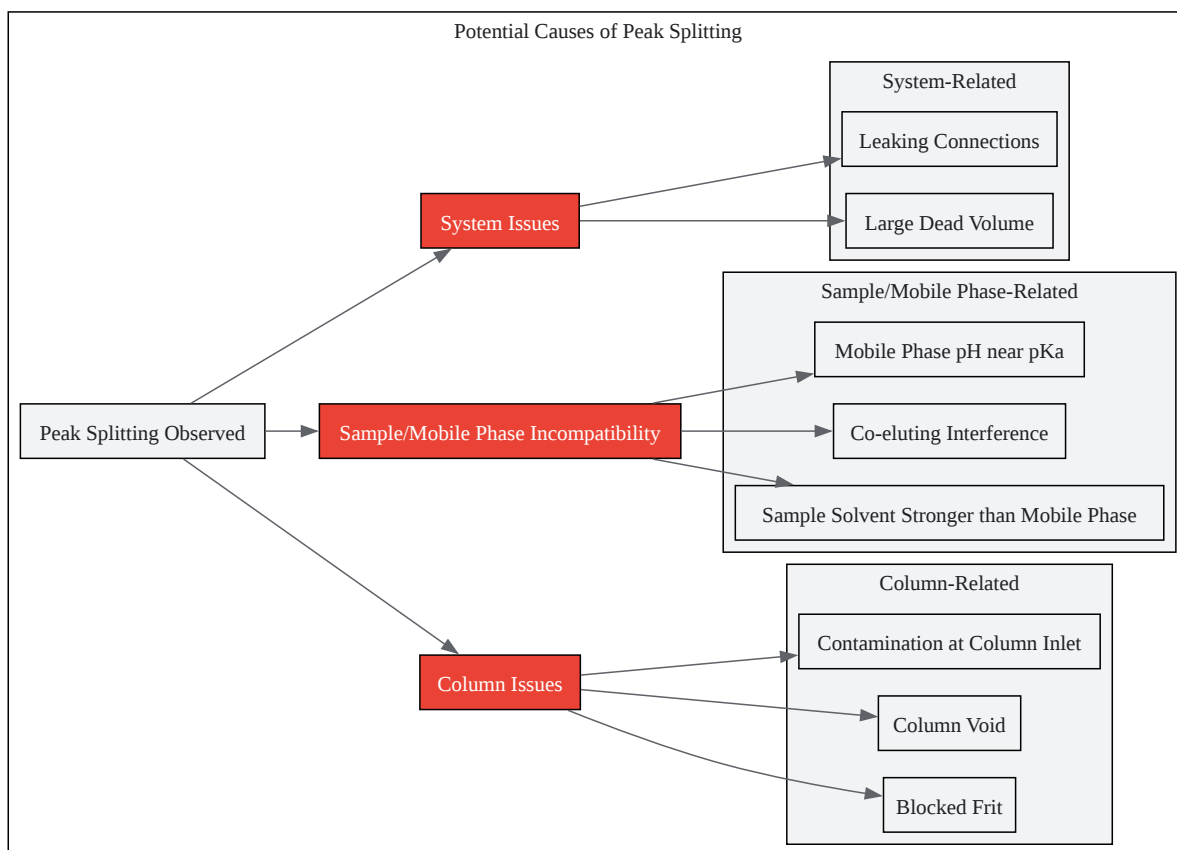 Potential Causes of Peak Splitting
System-Related
Leaking Connections
System Issues
Large Dead Volume
Sample/Mobile Phase-Related
Mobile Phase pH near pKa
Peak Splitting Observed
Sample/Mobile Phase Incompatibility
Co-eluting Interference
Sample Solvent Stronger than Mobile Phase
Column-Related
Contamination at Column Inlet
Column Issues
Column Void
Blocked Frit